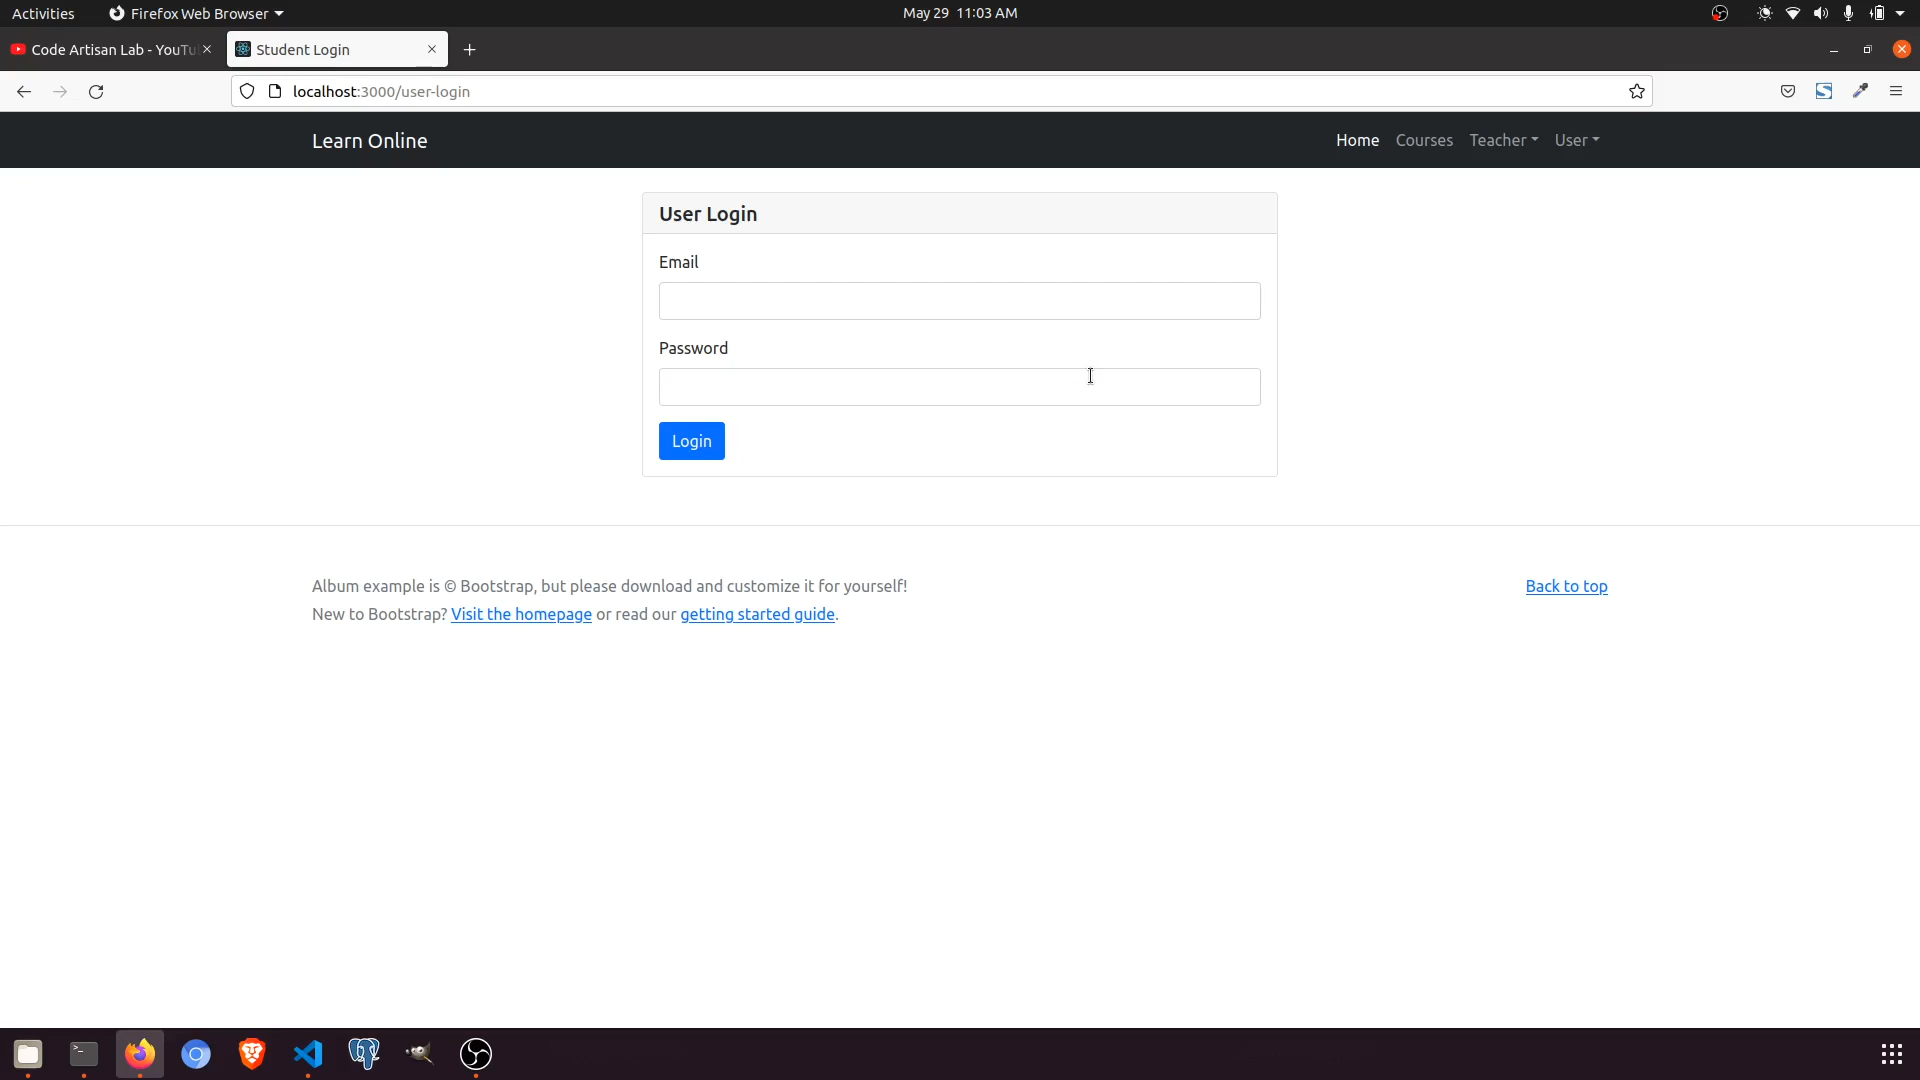 Activities
Firefox Web Browser
May 29 11:03 AM
Code Artisan Lab - YouTu
Student Login
localhost:3000/user-login
Learn Online
Home
Courses
Teacher
User
User Login
Email
Password
Login
Album example is © Bootstrap, but please download and customize it for yourself!
Back to top
New to Bootstrap? Visit the homepage or read our getting started guide.